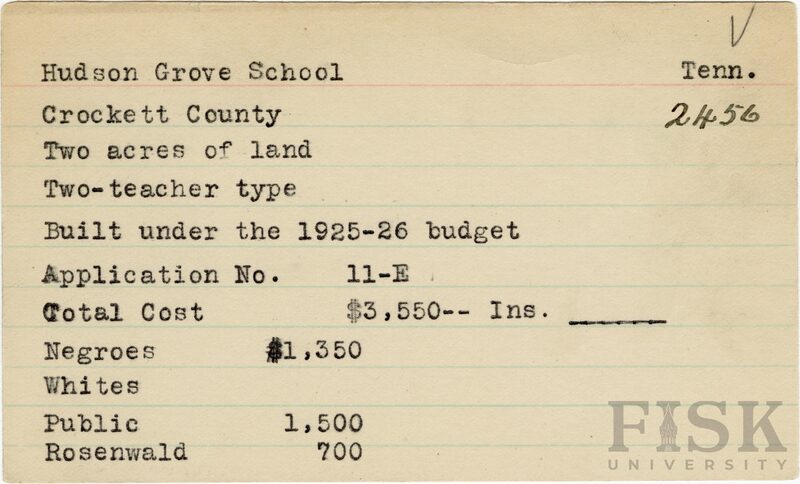 Hudson Grove School Tenn.
Crockett County 2456
Two acres of land
Two-teacher type
Built under the 1925-26 budget
Application No. 11-E
Total Cost $3,550-- Ins. ______
Negroes $1,350
Whites
Public 1,500
Rosenwald 700
FISK
UNIVERSITY